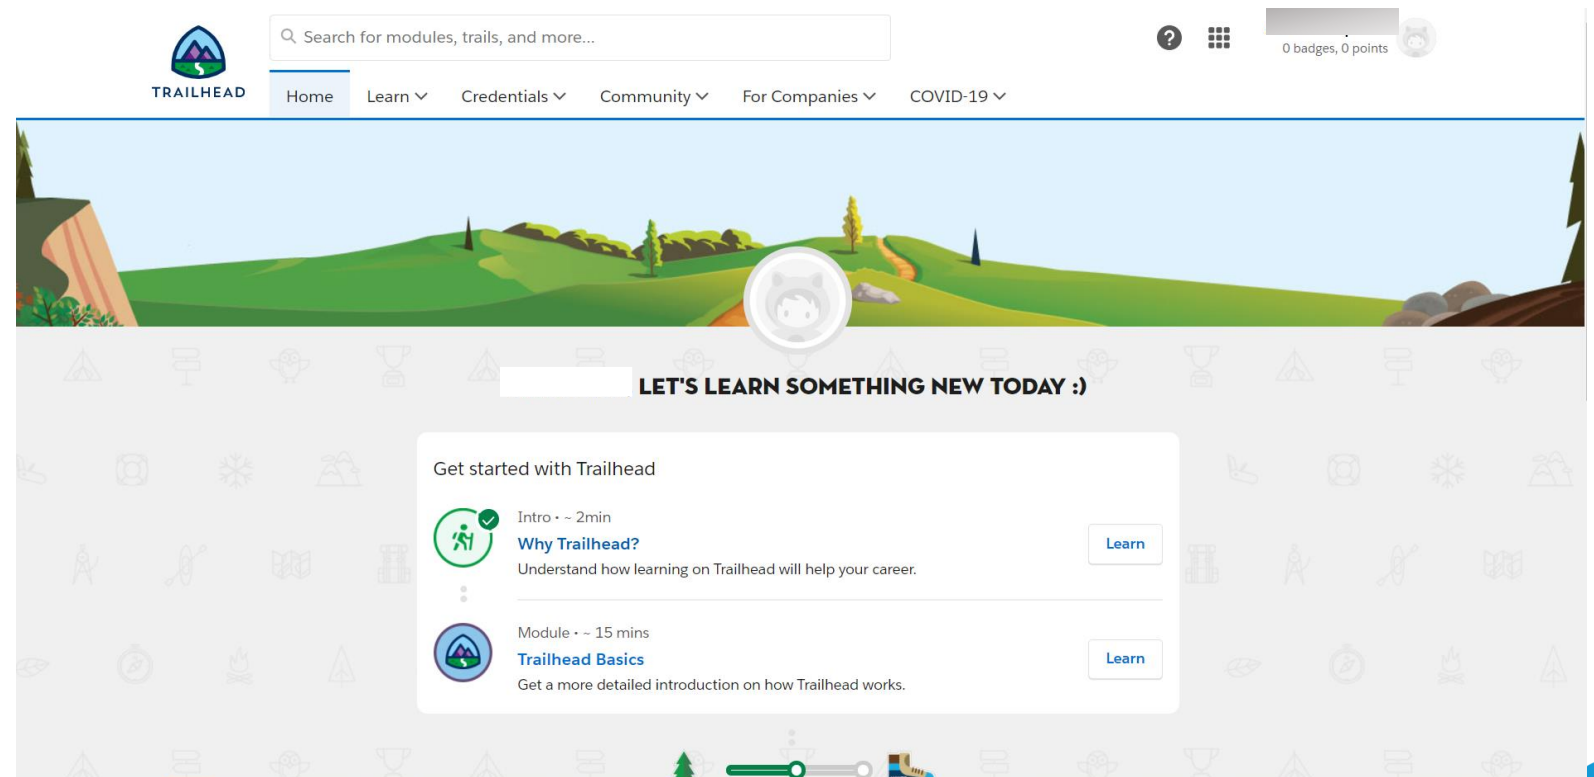 TRAILHEAD
Search for modules, trails, and more...
0 badges, 0 points
Home
Learn
Credentials
Community
For Companies
COVID-19
LET'S LEARN SOMETHING NEW TODAY :)
Get started with Trailhead
Intro • ~ 2min
Why Trailhead?
Understand how learning on Trailhead will help your career.
Learn
Module • ~ 15 mins
Trailhead Basics
Get a more detailed introduction on how Trailhead works.
Learn